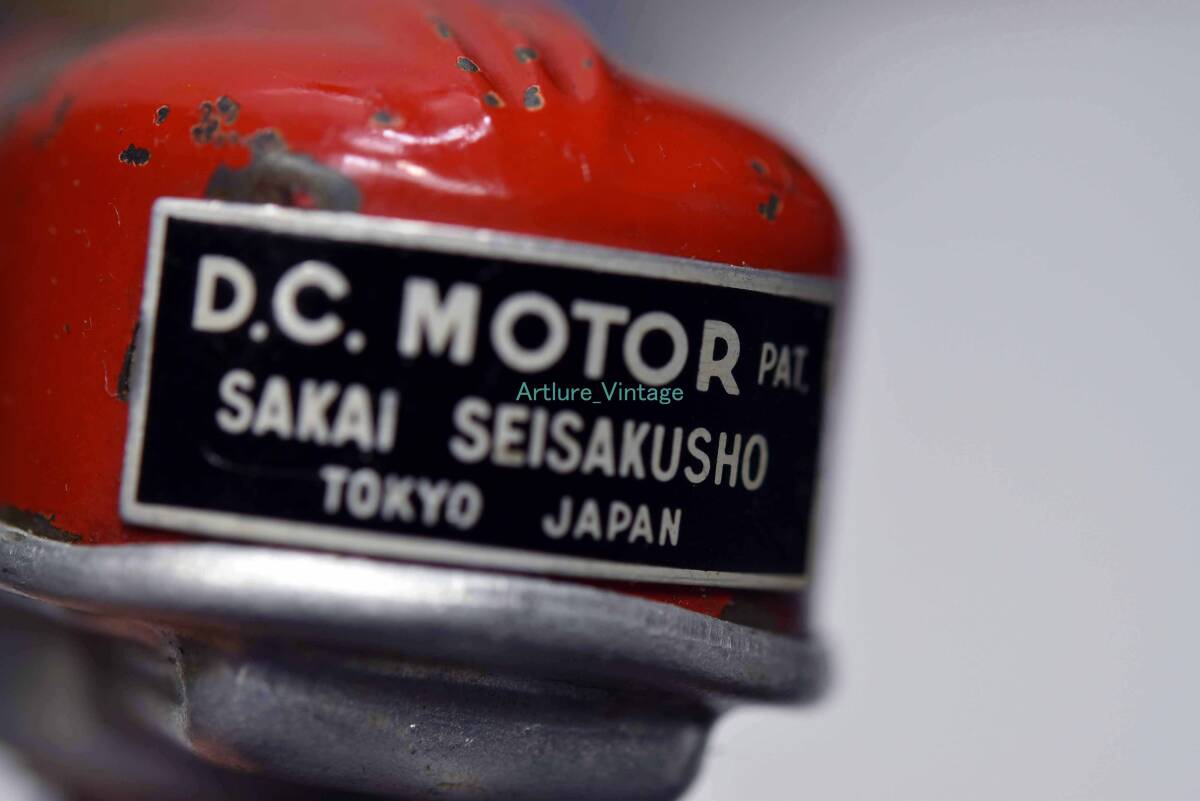 D.C. MOTOR PAT.
Artlure_Vintage
SAKAI SEISAKUSHO
TOKYO JAPAN